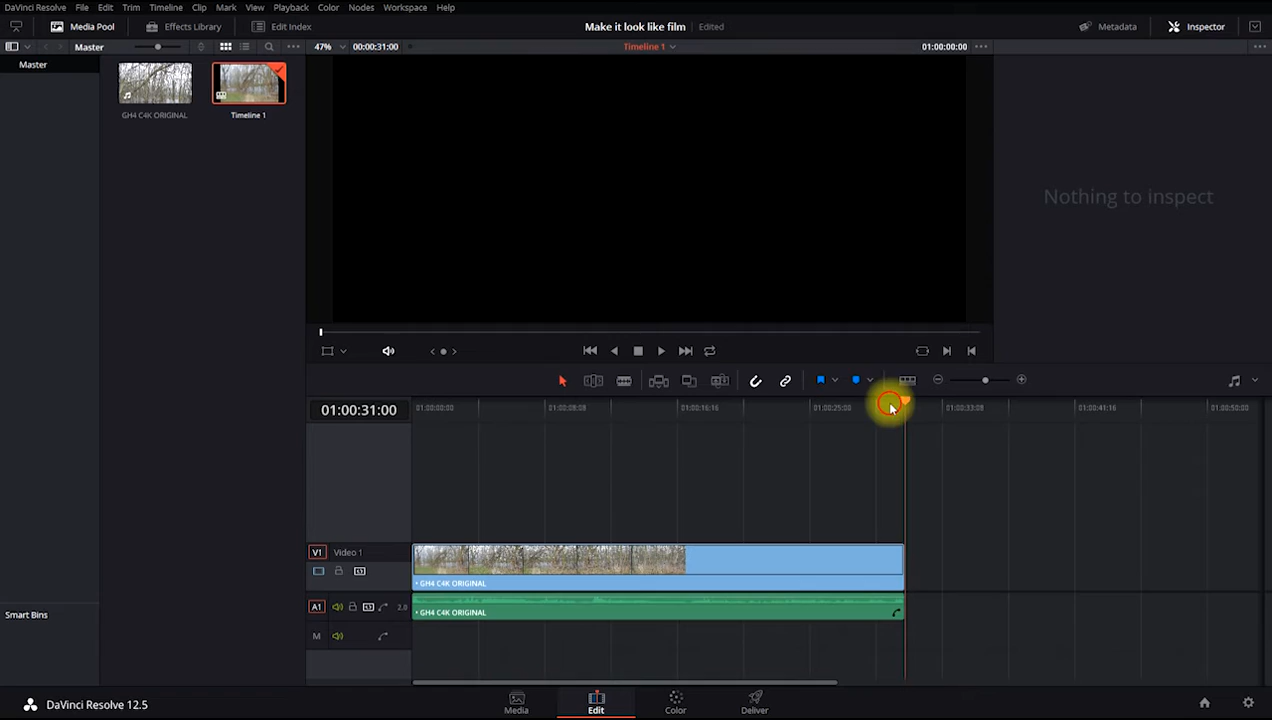 DaVinci Resolve File Edit Trim Timeline Clip Mark View Playback Color Nodes Workspace Help
Media Pool Effects Library Edit Index Make it look like film Edited Metadata Inspector
Master 47% 00:00:31:00 Timeline 1 01:00:00:00
Master
GH4 C4K ORIGINAL Timeline 1
Nothing to inspect
01:00:31:00 01:00:00:00 01:00:08:08 01:00:16:16 01:00:25:00 01:00:33:08 01:00:41:16 01:00:50:00
V1 Video 1
GH4 C4K ORIGINAL
A1 2.0
GH4 C4K ORIGINAL
Smart Bins
M
DaVinci Resolve 12.5 Media Edit Color Deliver